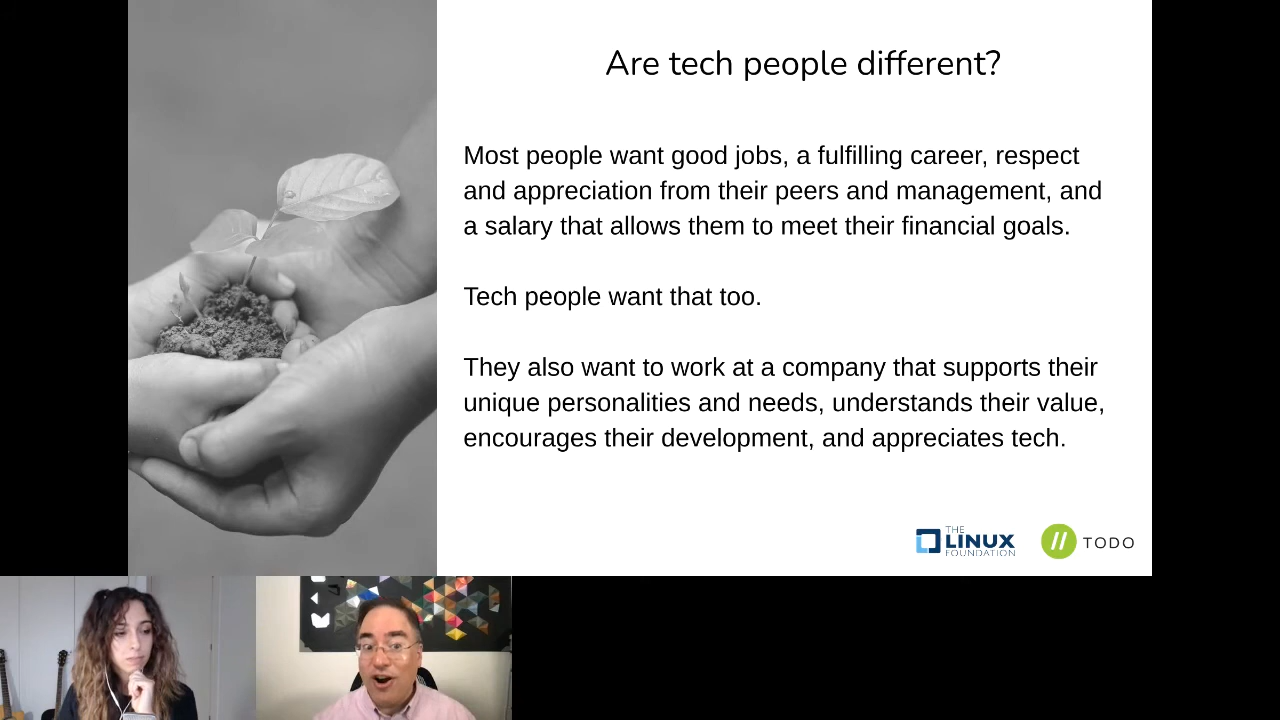 Are tech people different?
Most people want good jobs, a fulfilling career, respect
and appreciation from their peers and management, and
a salary that allows them to meet their financial goals.
Tech people want that too.
They also want to work at a company that supports their
unique personalities and needs, understands their value,
encourages their development, and appreciates tech.
THE
LINUX
FOUNDATION
// TODO